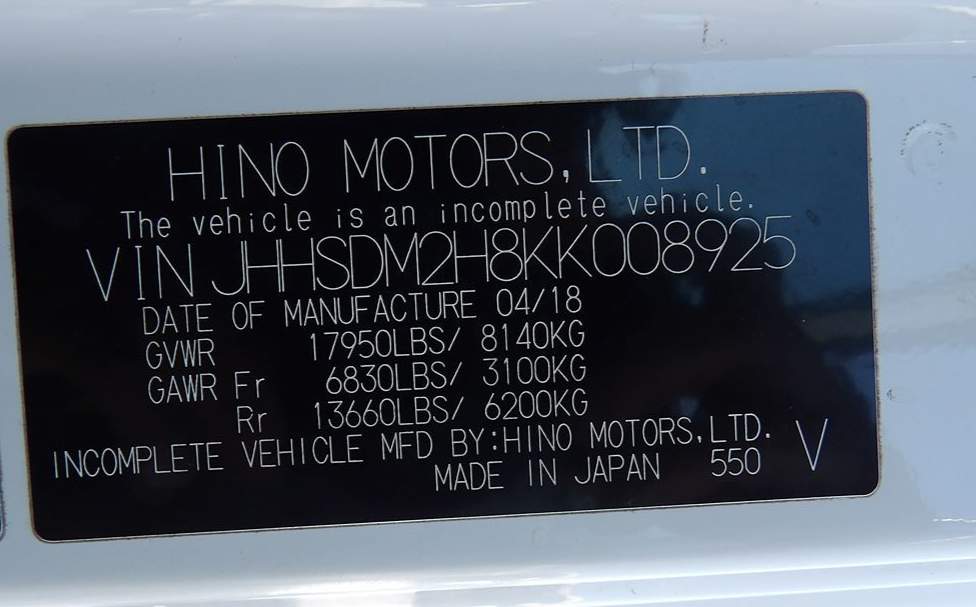 HINO MOTORS, LTD.
The vehicle is an incomplete vehicle.
VIN JHHSDM2H8KK008925
DATE OF MANUFACTURE 04/18
GVWR 17950LBS/ 8140KG
GAWR Fr 6830LBS/ 3100KG
Rr 13660LBS/ 6200KG
INCOMPLETE VEHICLE MFD BY:HINO MOTORS,LTD. V
MADE IN JAPAN 550